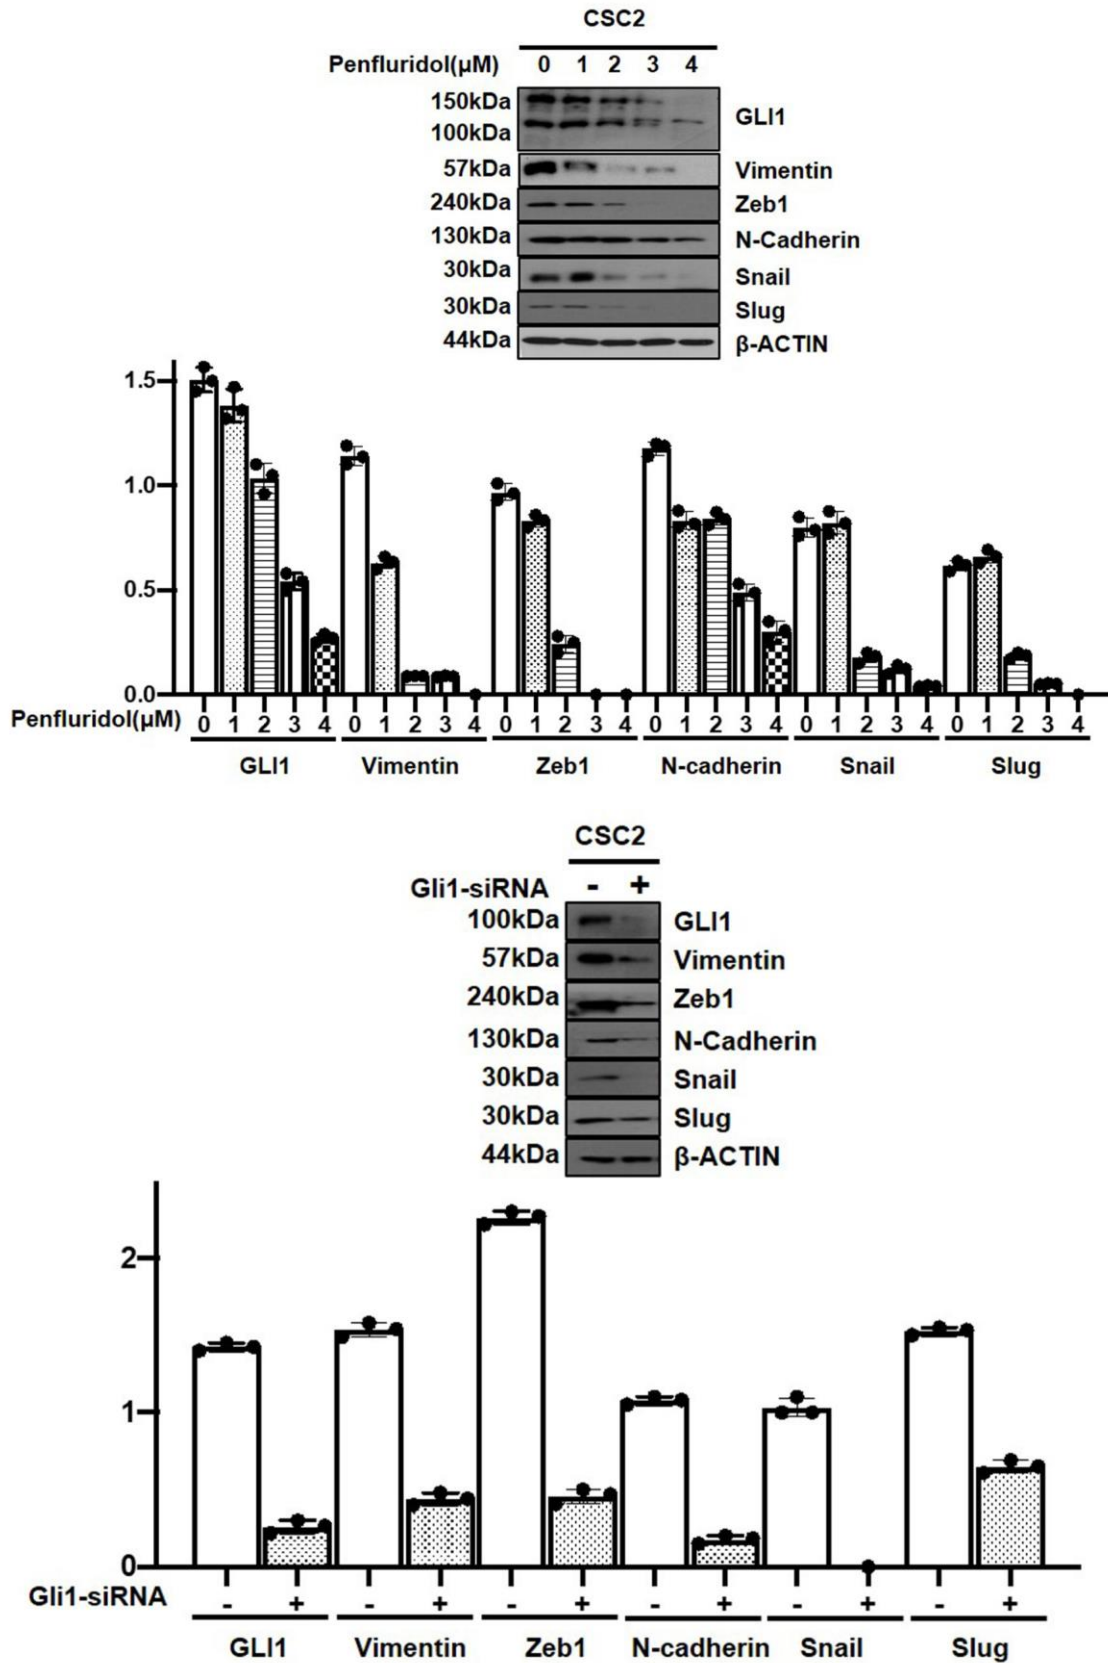 CSC2
Penfluridol(μM) 0 1 2 3 4
150kDa
100kDa GLI1
57kDa Vimentin
240kDa Zeb1
130kDa N-Cadherin
30kDa Snail
30kDa Slug
44kDa β-ACTIN
1.5
1.0
0.5
0.0
Penfluridol(μM) 0 1 2 3 4 0 1 2 3 4 0 1 2 3 4 0 1 2 3 4 0 1 2 3 4 0 1 2 3 4
GLI1 Vimentin Zeb1 N-cadherin Snail Slug
CSC2
Gli1-siRNA - +
100kDa GLI1
57kDa Vimentin
240kDa Zeb1
130kDa N-Cadherin
30kDa Snail
30kDa Slug
44kDa β-ACTIN
2
1
0
Gli1-siRNA - + - + - + - + - + - +
GLI1 Vimentin Zeb1 N-cadherin Snail Slug